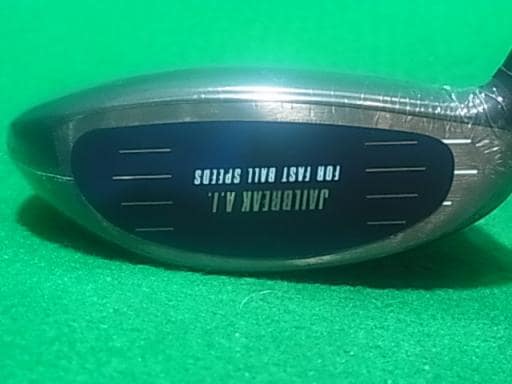 JAILBREAK A.I.
FOR FAST BALL SPEEDS